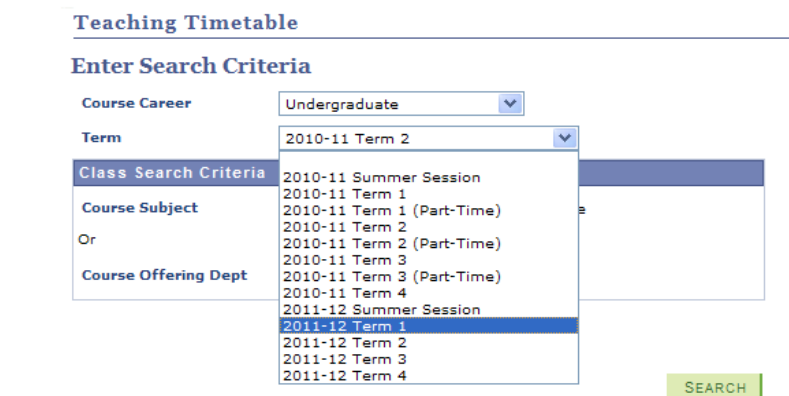 Teaching Timetable
Enter Search Criteria
Course Career Undergraduate
Term 2010-11 Term 2
Class Search Criteria
2010-11 Summer Session
2010-11 Term 1
Course Subject
2010-11 Term 1 (Part-Time)
2010-11 Term 2
Or
2010-11 Term 2 (Part-Time)
2010-11 Term 3
Course Offering Dept
2010-11 Term 3 (Part-Time)
2010-11 Term 4
2011-12 Summer Session
2011-12 Term 1
2011-12 Term 2
2011-12 Term 3
2011-12 Term 4
SEARCH